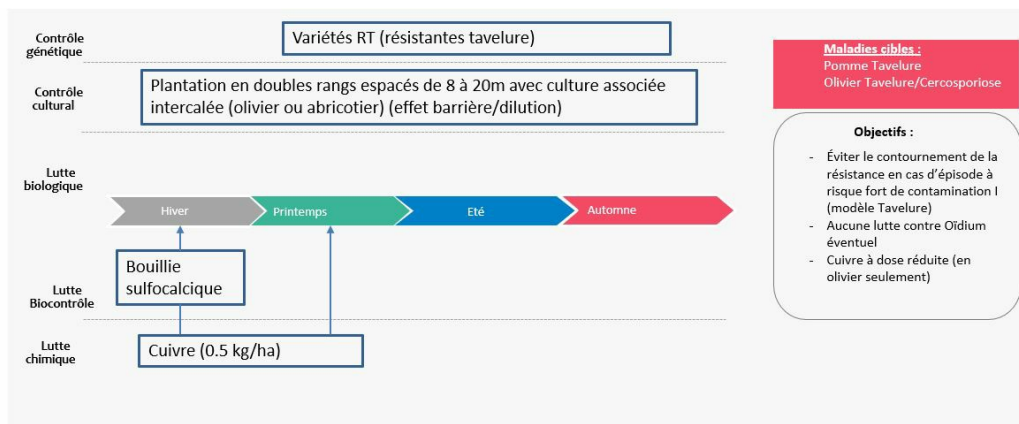 Contrôle
génétique
Variétés RT (résistantes tavelure)
Contrôle
cultural
Plantation en doubles rangs espacés de 8 à 20m avec culture associée
intercalée (olivier ou abricotier) (effet barrière/dilution)
Lutte
biologique
Hiver
Printemps
Eté
Automne
Bouillie
sulfocalcique
Lutte
Biocontrôle
Lutte
chimique
Cuivre (0.5 kg/ha)
Maladies cibles :
Pomme Tavelure
Olivier Tavelure/Cercosporiose
Objectifs :
- Éviter le contournement de la
résistance en cas d’épisode à
risque fort de contamination I
(modèle Tavelure)
- Aucune lutte contre Oïdium
éventuel
- Cuivre à dose réduite (en
olivier seulement)